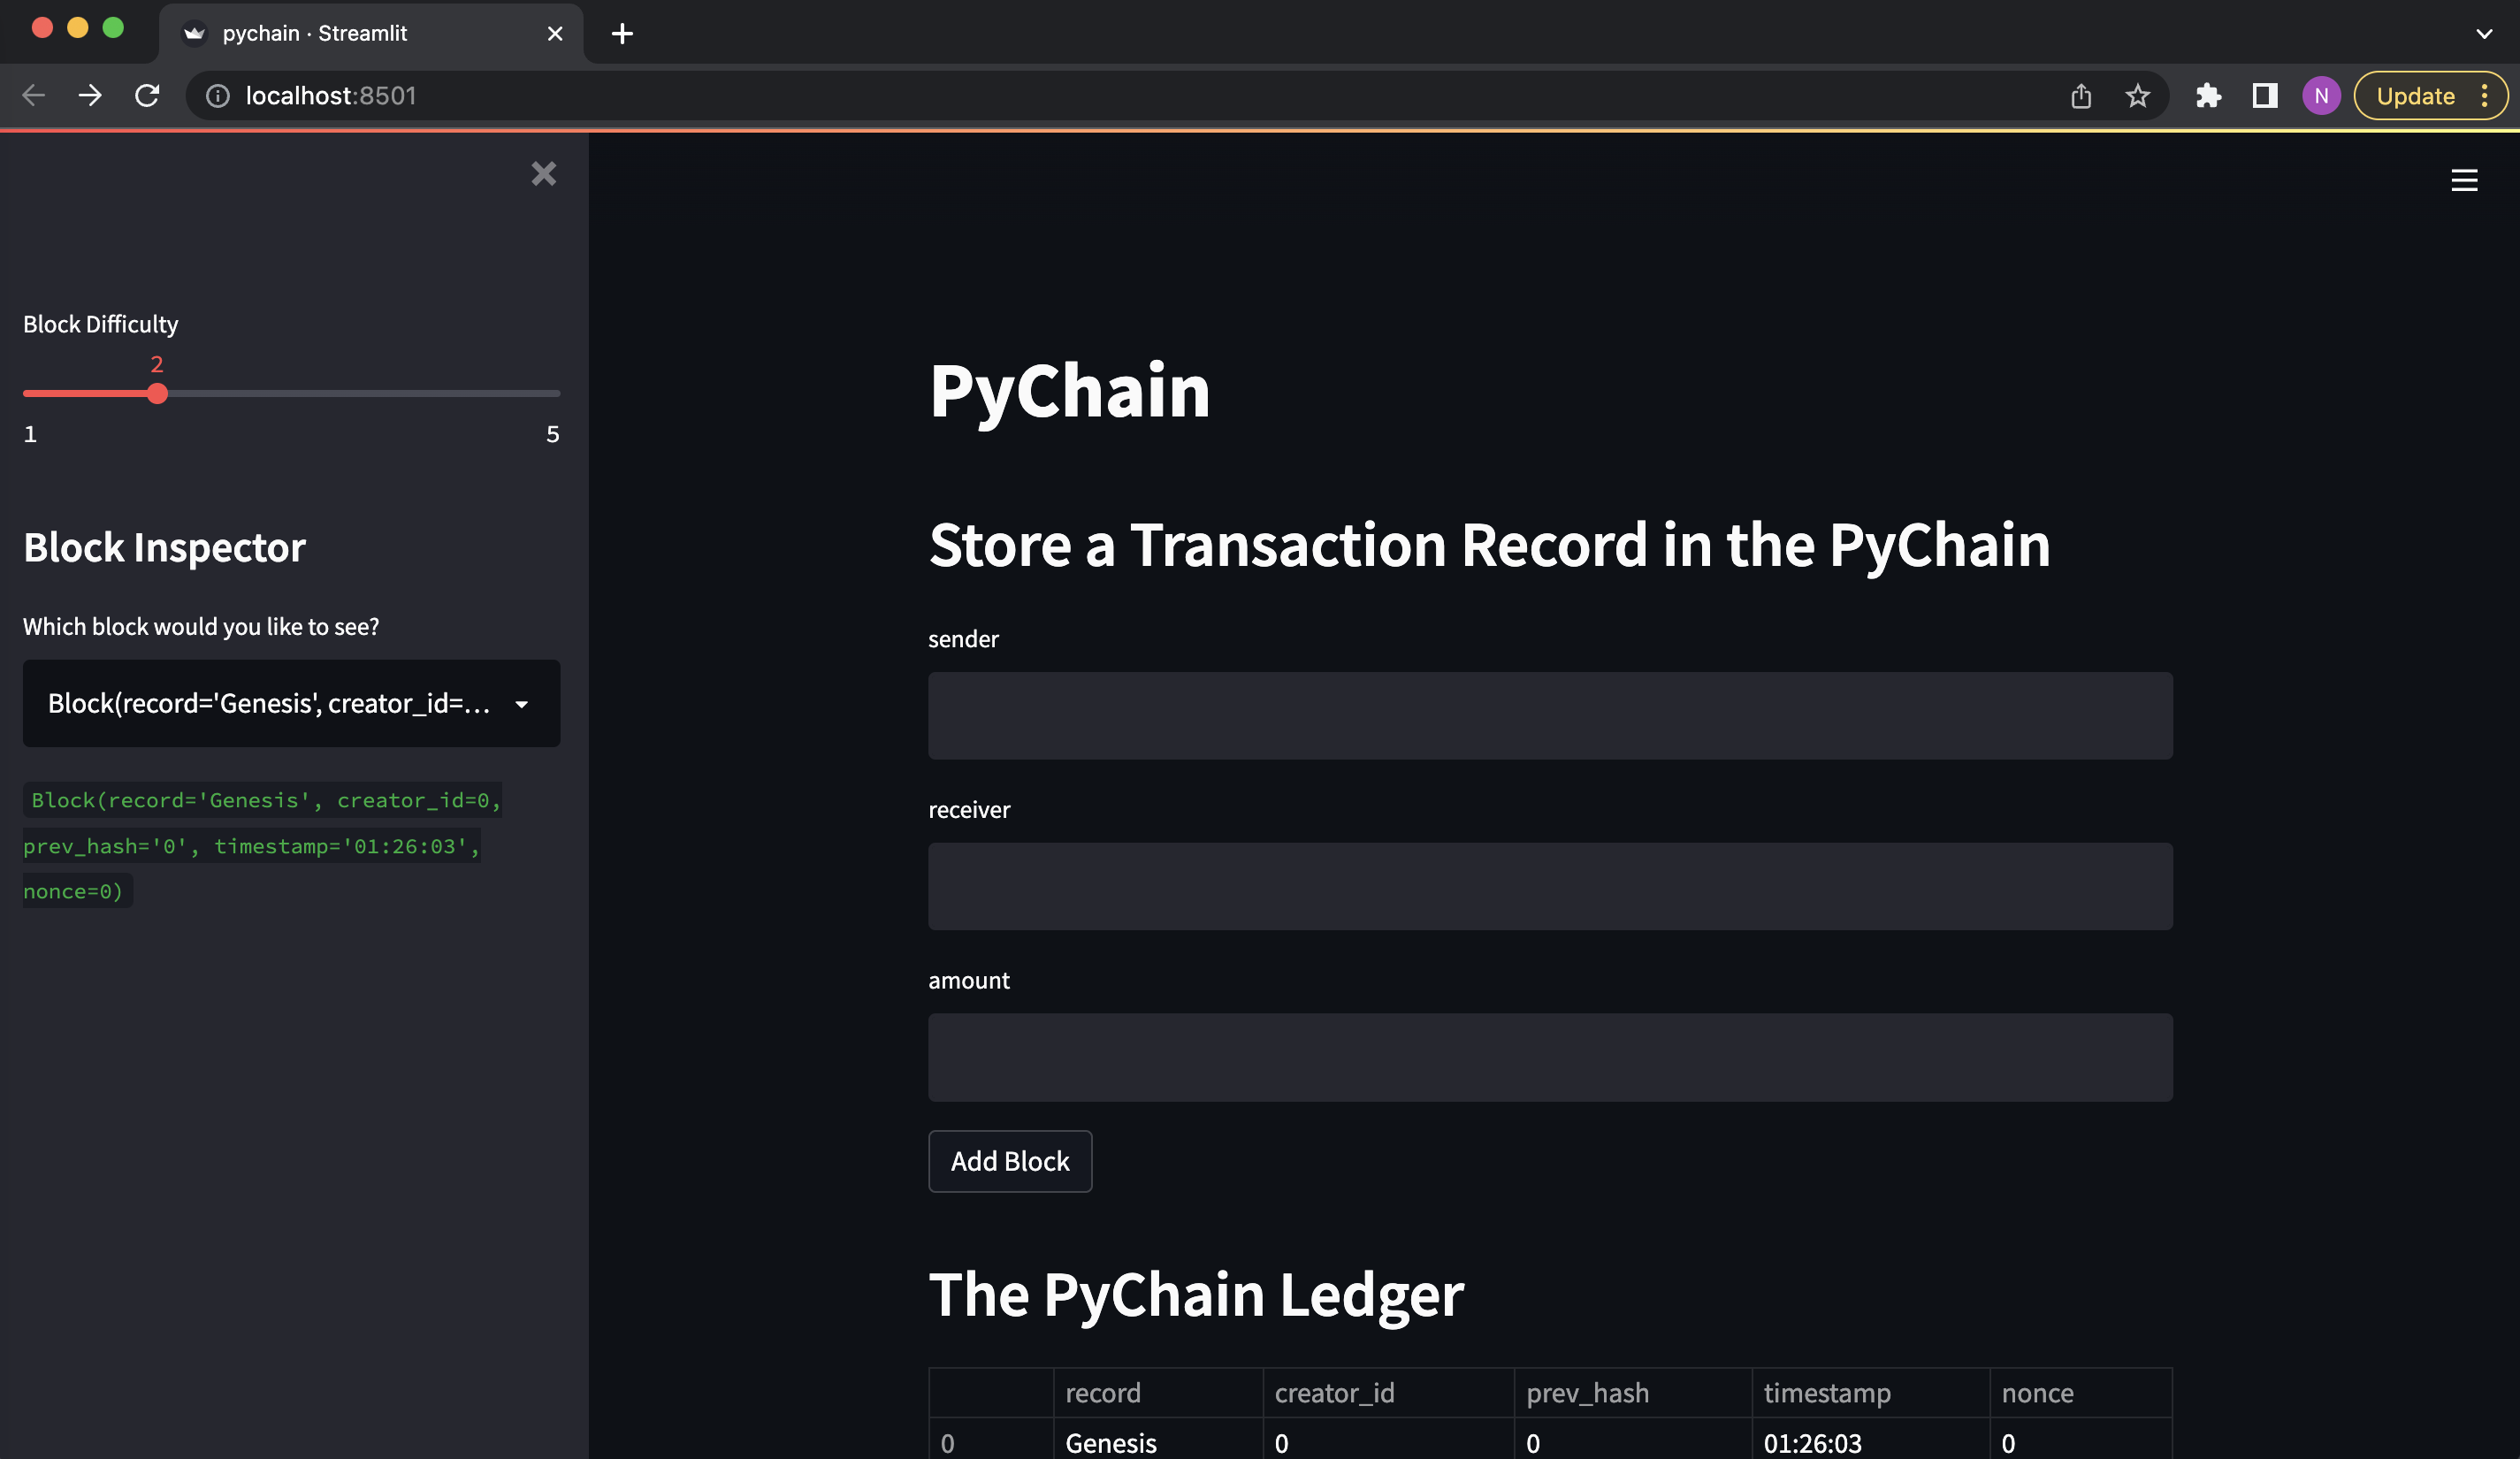 pychain · Streamlit
localhost:8501
N
Update
Block Difficulty
2
1 5
Block Inspector
Which block would you like to see?
Block(record='Genesis', creator_id=...
Block(record='Genesis', creator_id=0,
prev_hash='0', timestamp='01:26:03',
nonce=0)
PyChain
Store a Transaction Record in the PyChain
sender
receiver
amount
Add Block
The PyChain Ledger
record creator_id prev_hash timestamp nonce
0 Genesis 0 0 01:26:03 0